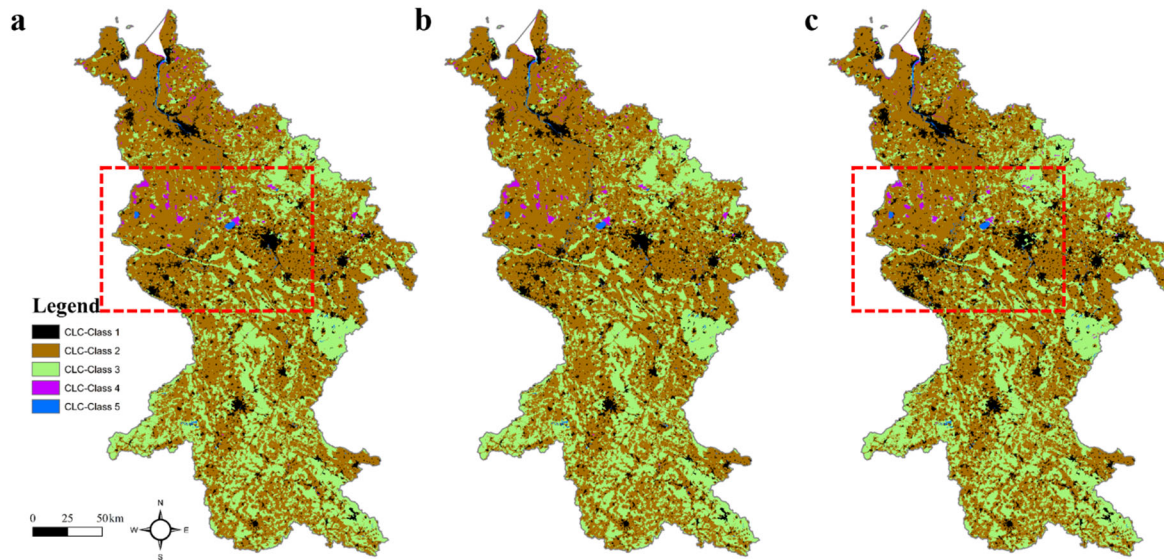 a
b
c
Legend
CLC-Class 1
CLC-Class 2
CLC-Class 3
CLC-Class 4
CLC-Class 5
0 25 50km
N
W E
S